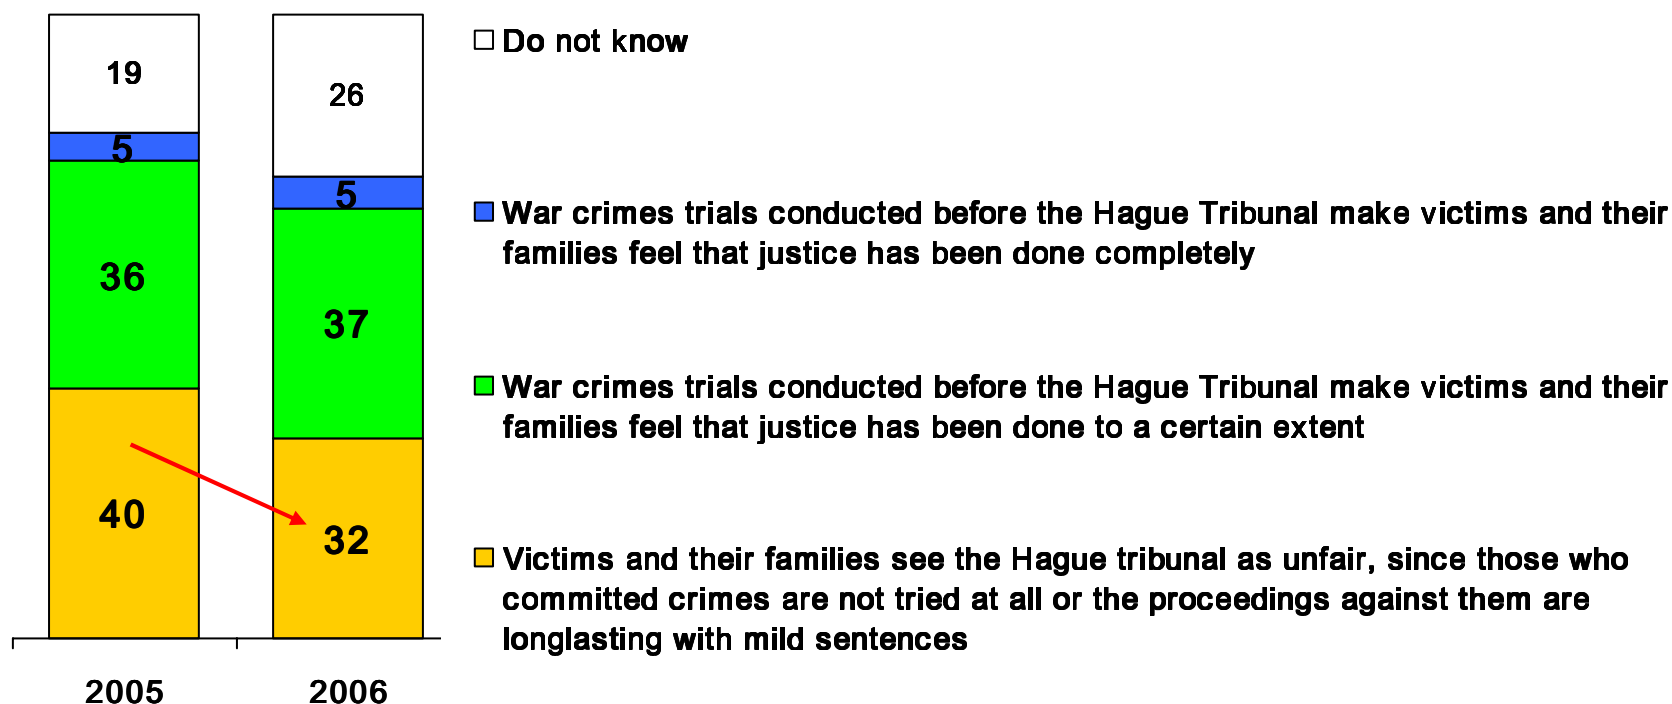 19
5
36
40
2005
26
5
37
32
2006
Do not know
War crimes trials conducted before the Hague Tribunal make victims and their
families feel that justice has been done completely
War crimes trials conducted before the Hague Tribunal make victims and their
families feel that justice has been done to a certain extent
Victims and their families see the Hague tribunal as unfair, since those who
committed crimes are not tried at all or the proceedings against them are
longlasting with mild sentences